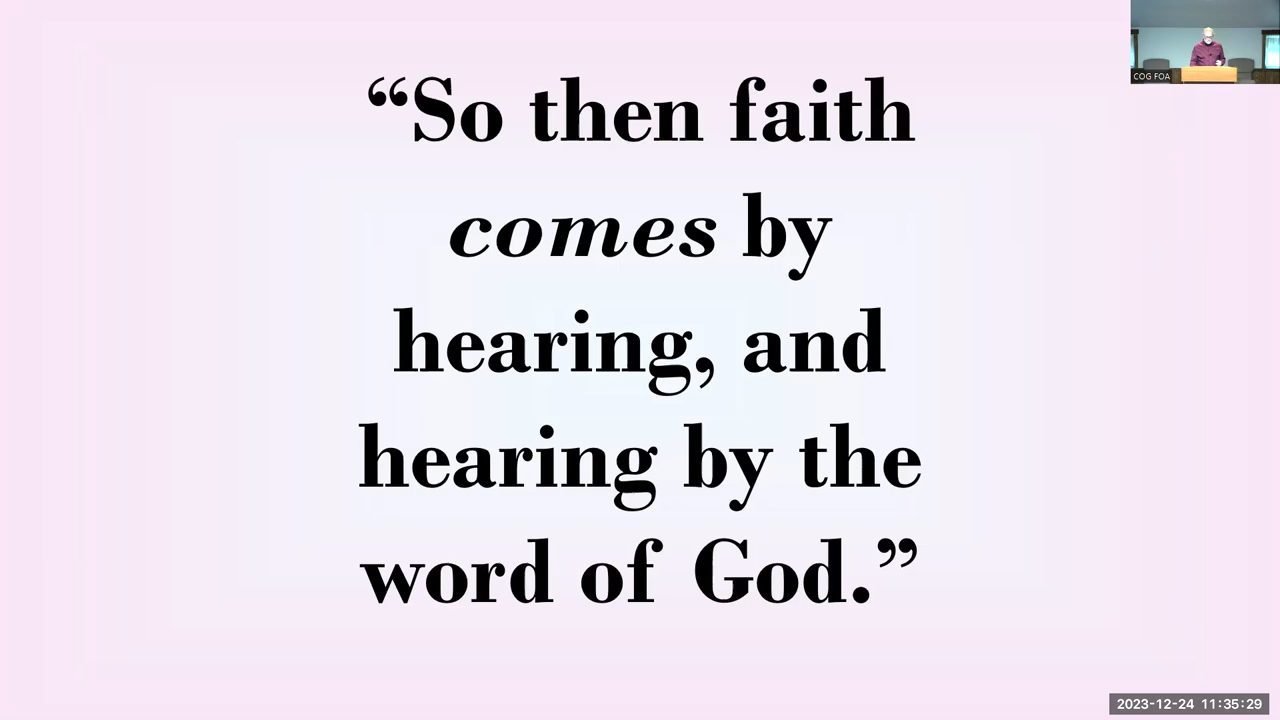 COG FOA
“So then faith
comes by
hearing, and
hearing by the
word of God.”
2023-12-24 11:35:29